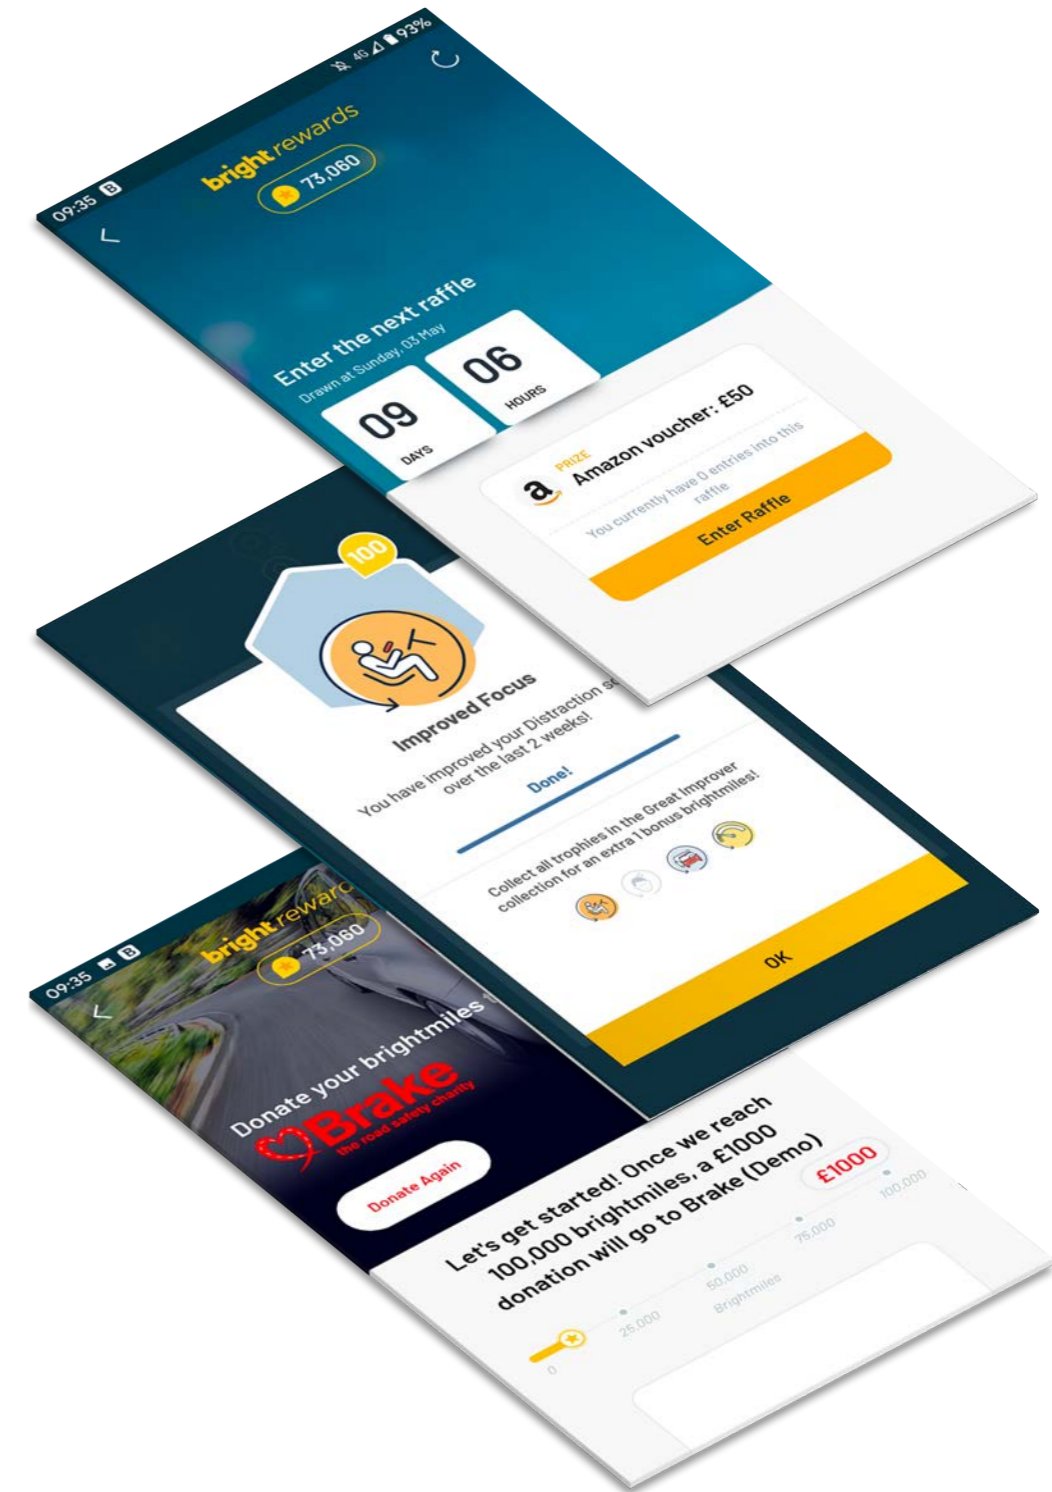 09:35 B
4G 93%
bright rewards
73,060
Enter the next raffle
Drawn at Sunday, 03 May
09
DAYS
06
HOURS
a
PRIZE
Amazon voucher: £50
You currently have 0 entries into this
raffle
Enter Raffle
100
Improved Focus
You have improved your Distraction
over the last 2 weeks!
Done!
Collect all trophies in the Great Improver
collection for an extra 1 bonus brightmiles!
OK
09:35 B
bright rewards
73,060
Donate your brightmiles
Brake
the road safety charity
Donate Again
Let's get started! Once we reach
100,000 brightmiles, a £1000
donation will go to Brake (Demo)
£1000
0
25,000
50,000
75,000
100,000
Brightmiles